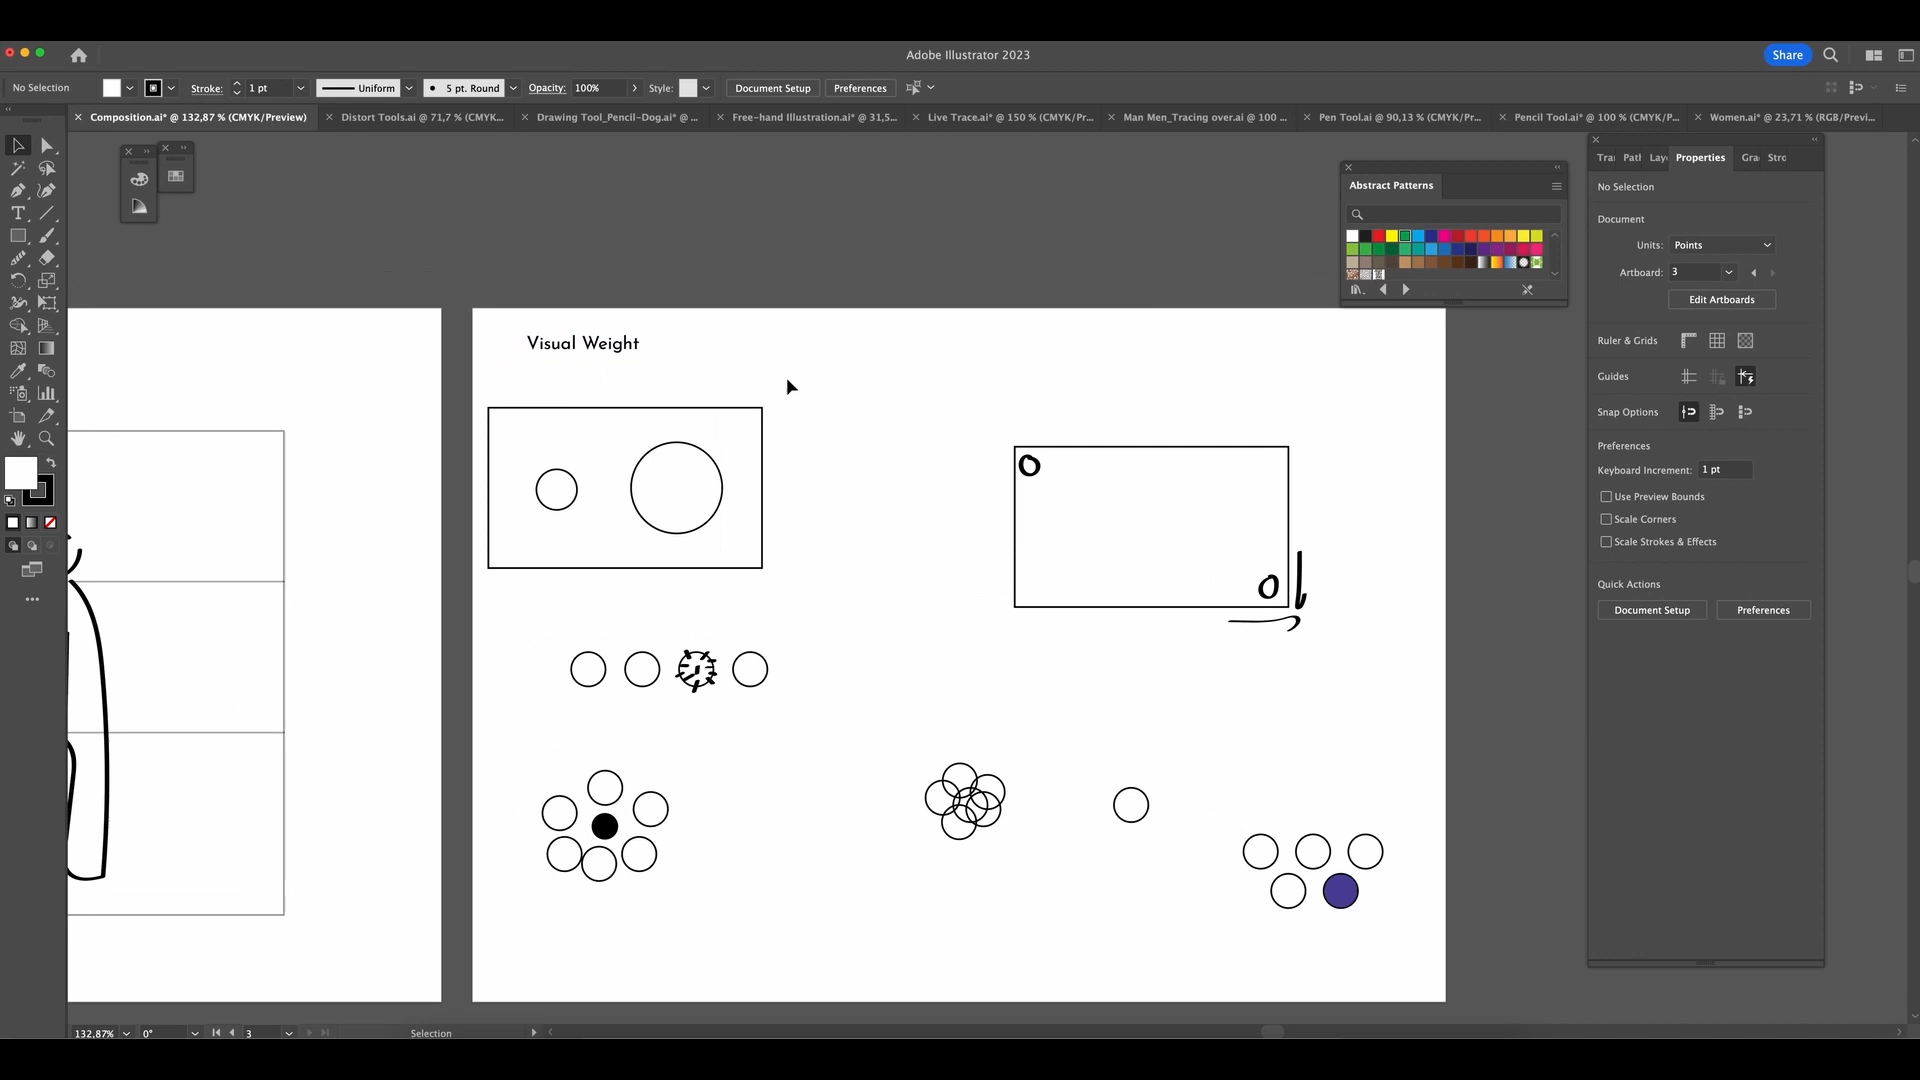 Adobe Illustrator 2023
Share
No Selection
Stroke:
1 pt
Uniform
5 pt. Round
Opacity:
100%
Style:
Document Setup
Preferences
Composition.ai* @ 132,87 % (CMYK/Preview)
Distort Tools.ai @ 71,7 % (CMYK...
Drawing Tool_Pencil-Dog.ai* @ ...
Free-hand Illustration.ai* @ 31,5...
Live Trace.ai* @ 150 % (CMYK/Pr...
Man Men_Tracing over.ai @ 100 ...
Pen Tool.ai @ 90,13 % (CMYK/Pr...
Pencil Tool.ai* @ 100 % (CMYK/P...
Women.ai* @ 23,71 % (RGB/Previ...
Abstract Patterns
Tra
Path
Laye
Properties
Gra
Stro
No Selection
Document
Units:
Points
Artboard:
3
Edit Artboards
Ruler & Grids
Guides
Snap Options
Preferences
Keyboard Increment:
1 pt
Use Preview Bounds
Scale Corners
Scale Strokes & Effects
Quick Actions
Document Setup
Preferences
Visual Weight
132,87%
0°
3
Selection